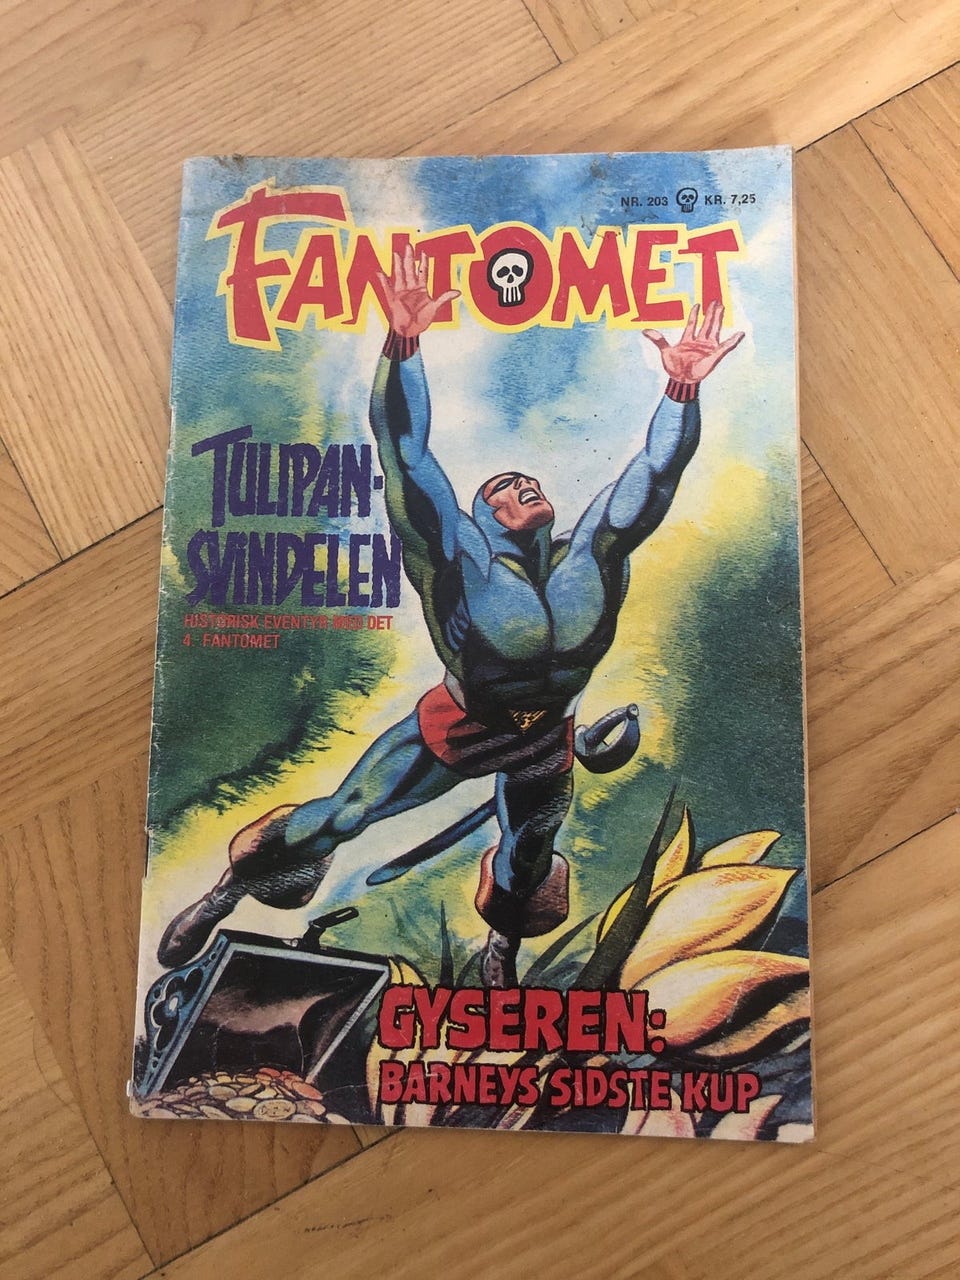 NR. 203 KR. 7,25
FANTOMET
TULIPAN-
SVINDELEN
HISTORISK EVENTYR MED DET
4. FANTOMET
GYSEREN:
BARNEYS SIDSTE KUP